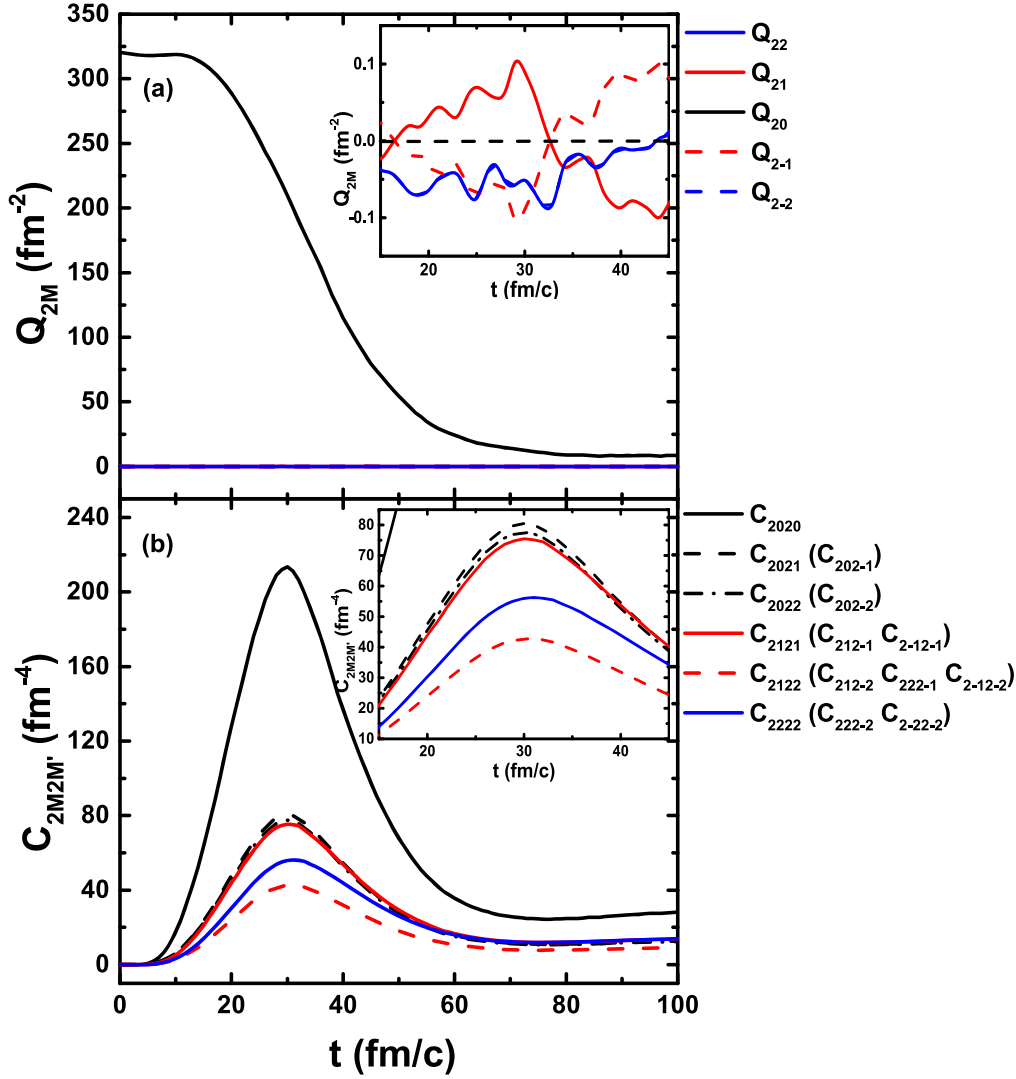 350
300
250
200
150
100
50
0
Q₂M (fm⁻²)
(a)
0.1
0.0
-0.1
Q₂M (fm⁻²)
20 30 40
t (fm/c)
Q₂₂
Q₂₁
Q₂₀
Q₂₋₁
Q₂₋₂
240
200
160
120
80
40
0
C₂M₂M' (fm⁻⁴)
(b)
80
70
60
50
40
30
20
10
C₂M₂M' (fm⁻⁴)
20 30 40
t (fm/c)
C₂₀₂₀
C₂₀₂₁ (C₂₀₂₋₁)
C₂₀₂₂ (C₂₀₂₋₂)
C₂₁₂₁ (C₂₁₂₋₁ C₂₋₁₂₋₁)
C₂₁₂₂ (C₂₁₂₋₂ C₂₂₂₋₁ C₂₋₁₂₋₂)
C₂₂₂₂ (C₂₂₂₋₂ C₂₋₂₂₋₂)
0 20 40 60 80 100
t (fm/c)